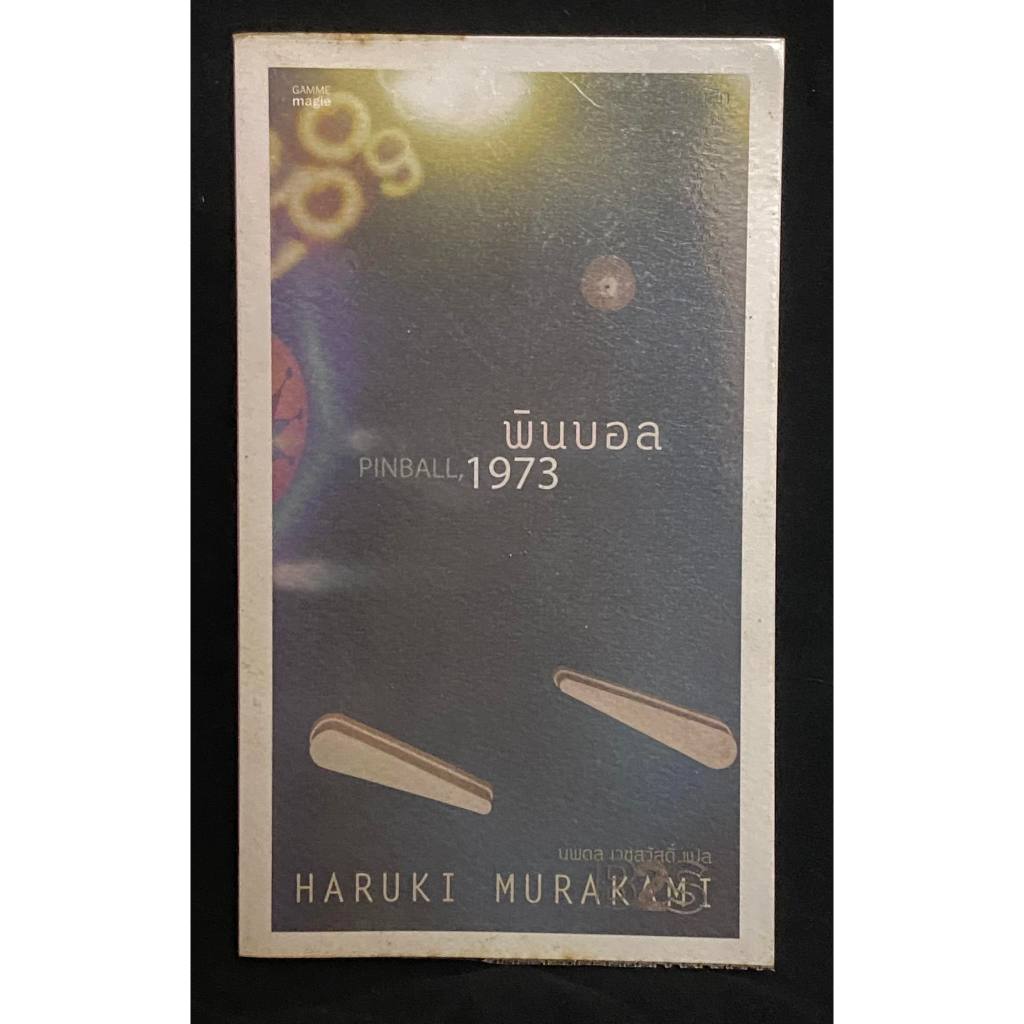 GAMME
magie
พินบอล
PINBALL, 1973
นพดล เวชสวัสดิ์ แปล
HARUKI MURAKAMI
B2S